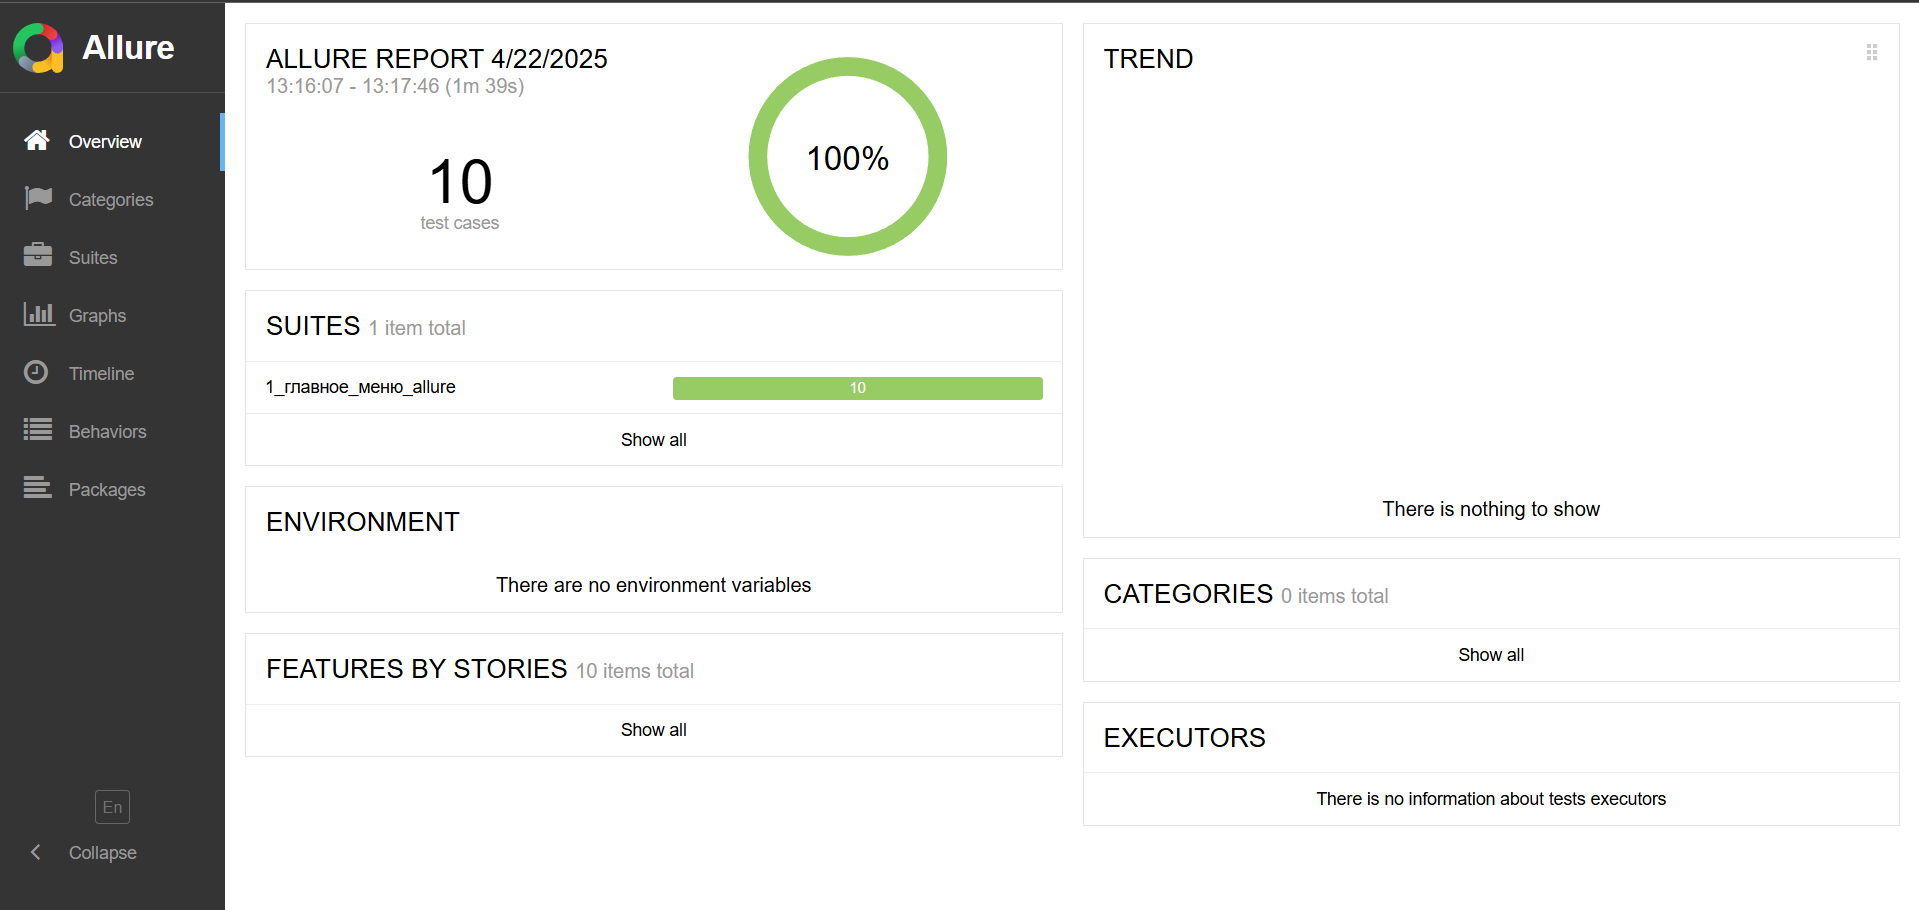 Allure
Overview
Categories
Suites
Graphs
Timeline
Behaviors
Packages
En
Collapse
ALLURE REPORT 4/22/2025
13:16:07 - 13:17:46 (1m 39s)
10
test cases
100%
SUITES 1 item total
1_главное_меню_allure 10
Show all
ENVIRONMENT
There are no environment variables
FEATURES BY STORIES 10 items total
Show all
TREND
There is nothing to show
CATEGORIES 0 items total
Show all
EXECUTORS
There is no information about tests executors